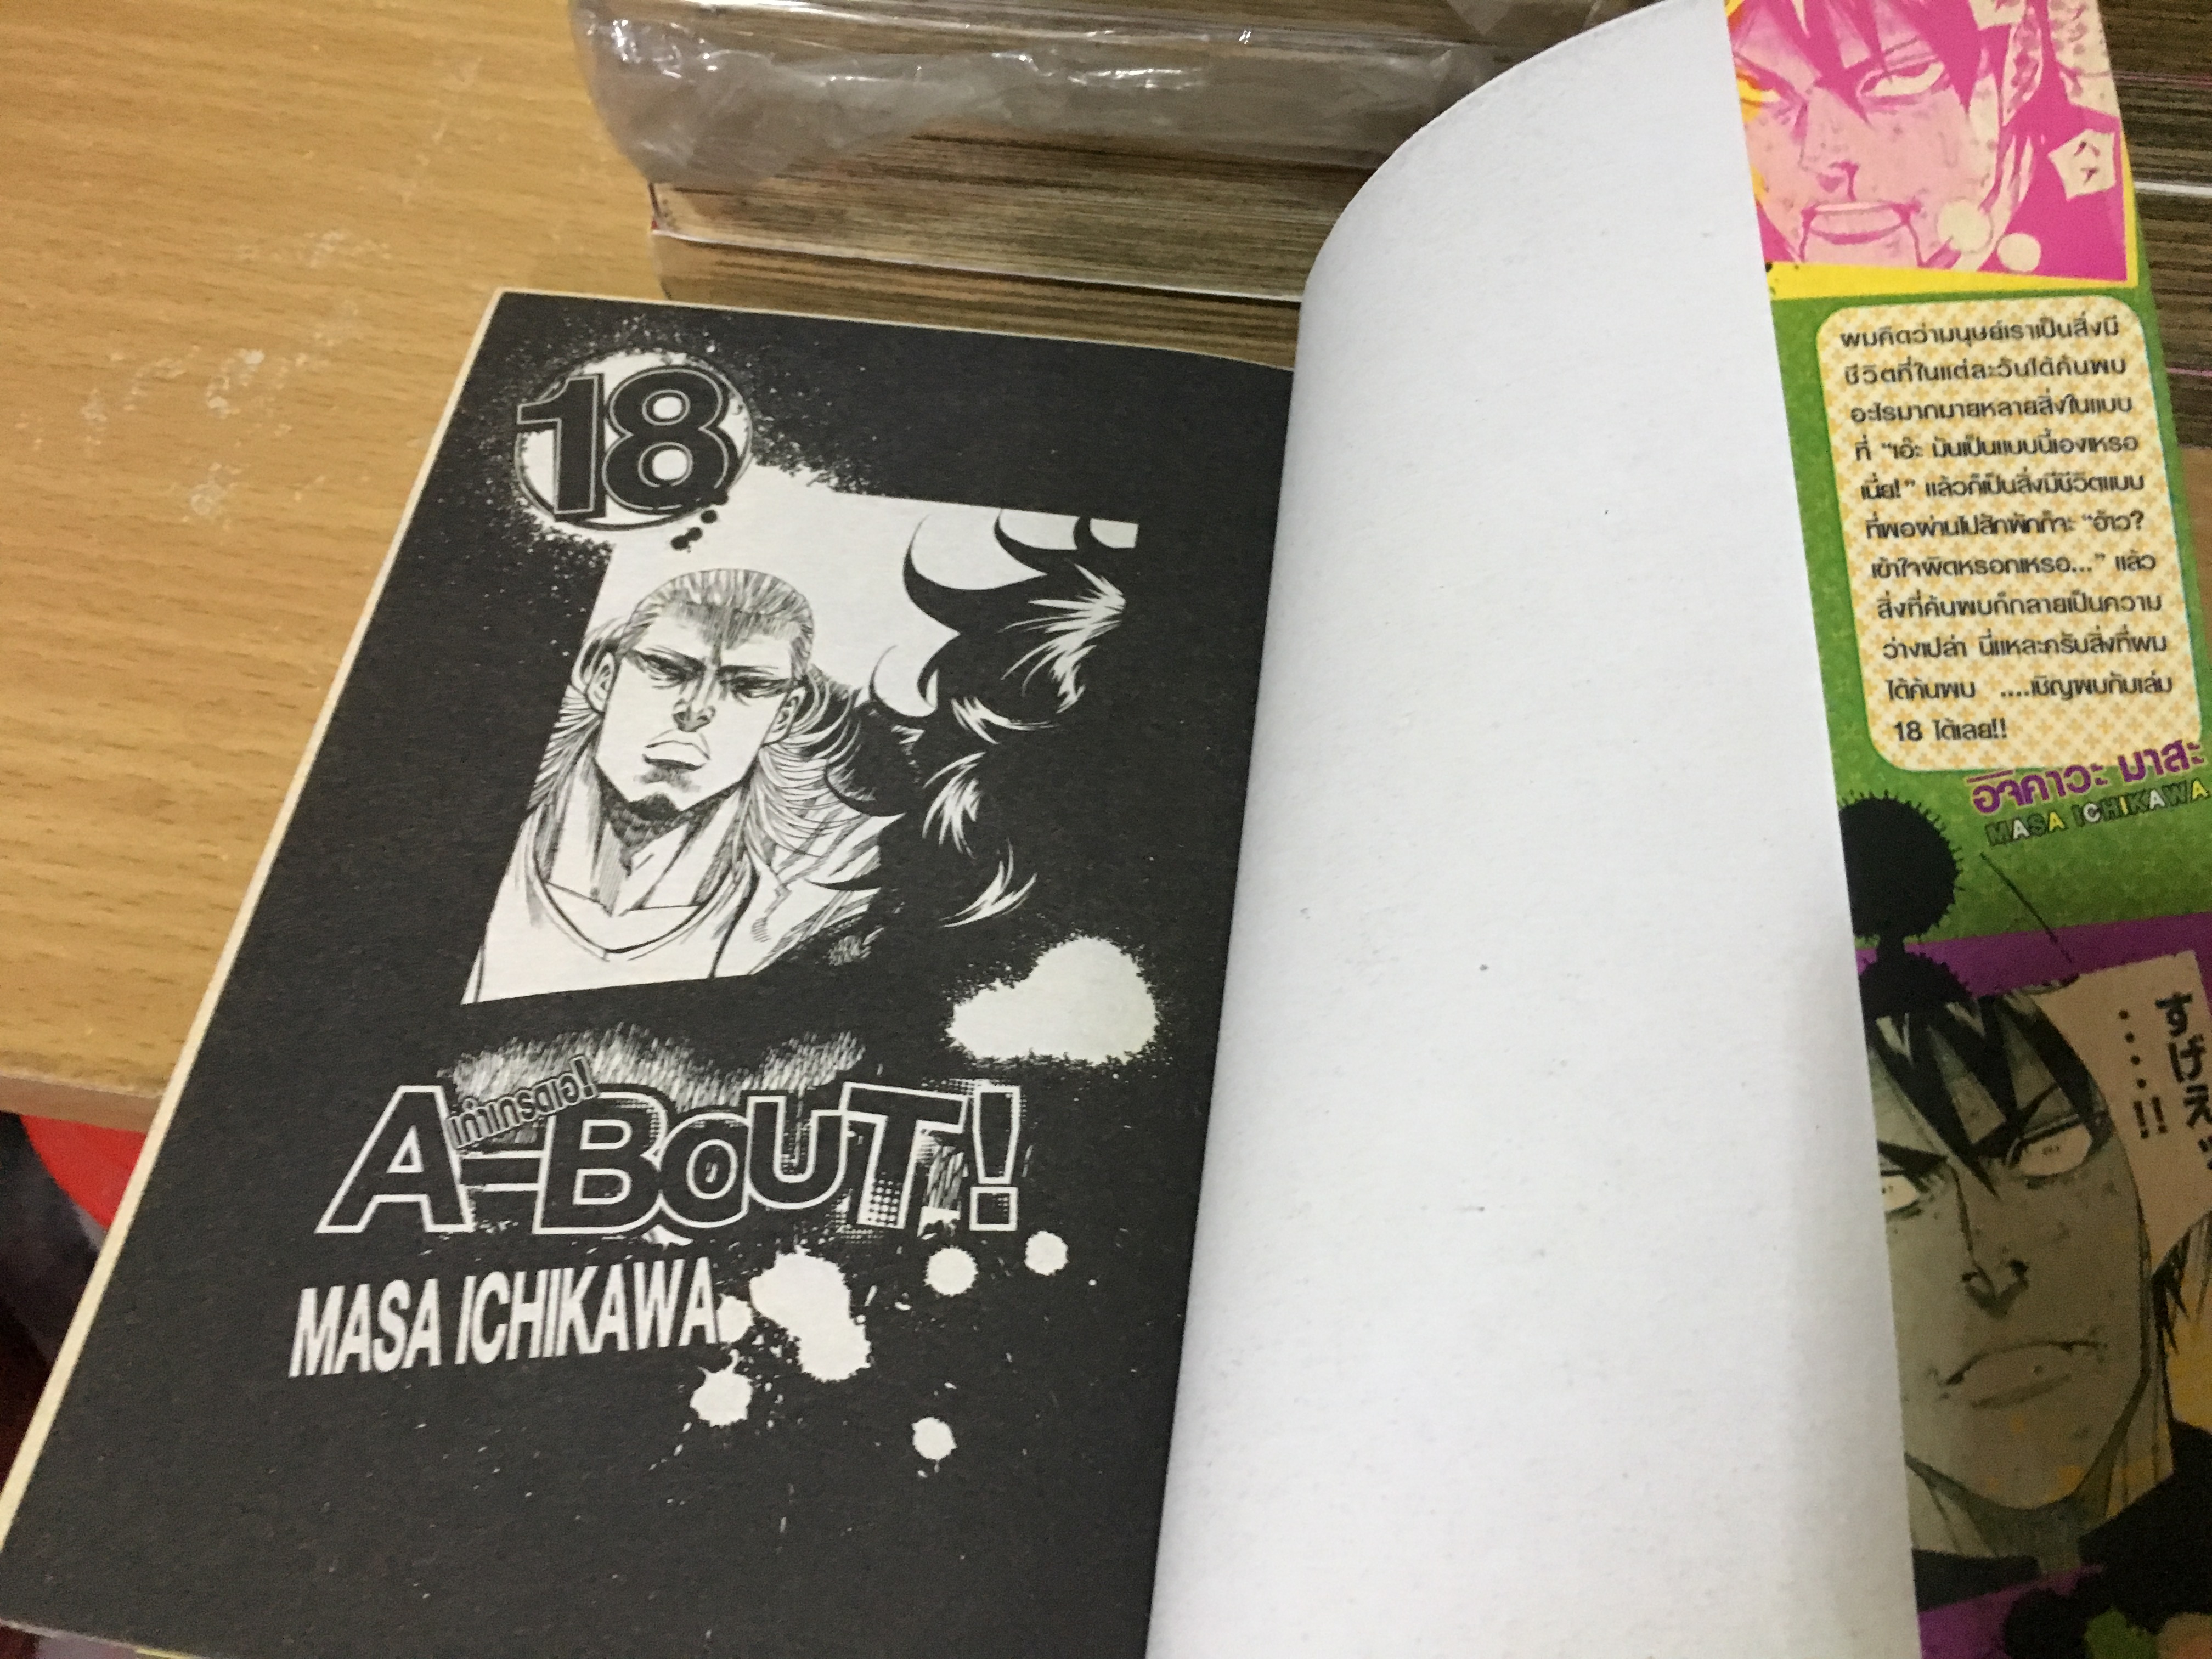 18
เก๋าเกรดเอ!
A-BOUT!
MASA ICHIKAWA
ハァ
ผมคิดว่ามนุษย์เราเป็นสิ่งมี
ชีวิตที่ในแต่ละวันได้ค้นพบ
อะไรมากมายหลายสิ่งในแบบ
ที่ “เอ๊ะ มันเป็นแบบนี้เองเหรอ
เนี่ย!” แล้วก็เป็นสิ่งมีชีวิตแบบ
ที่พอผ่านไปสักพักก็จะ “อ้าว?
เข้าใจผิดหรอกเหรอ...” แล้ว
สิ่งที่ค้นพบก็กลายเป็นความ
ว่างเปล่า นี่แหละครับสิ่งที่ผม
ได้ค้นพบ ....เชิญพบกับเล่ม
18 ได้เลย!!
อิจิคาวะ มาสะ
MASA ICHIKAWA
すげえ
....!!